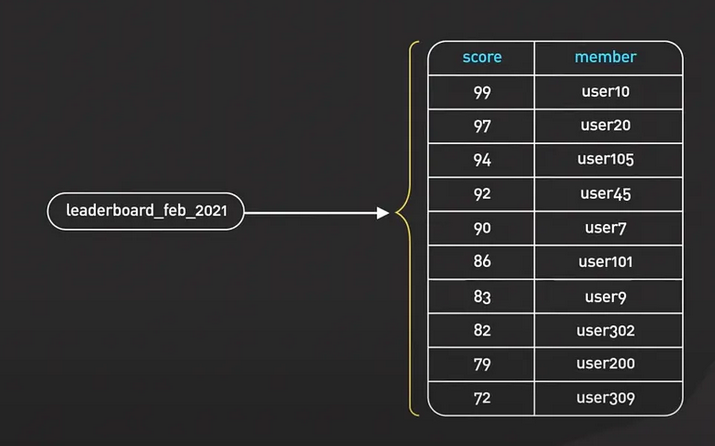 score member
99 user10
97 user20
94 user105
92 user45
leaderboard_feb_2021
90 user7
86 user101
83 user9
82 user302
79 user200
72 user309